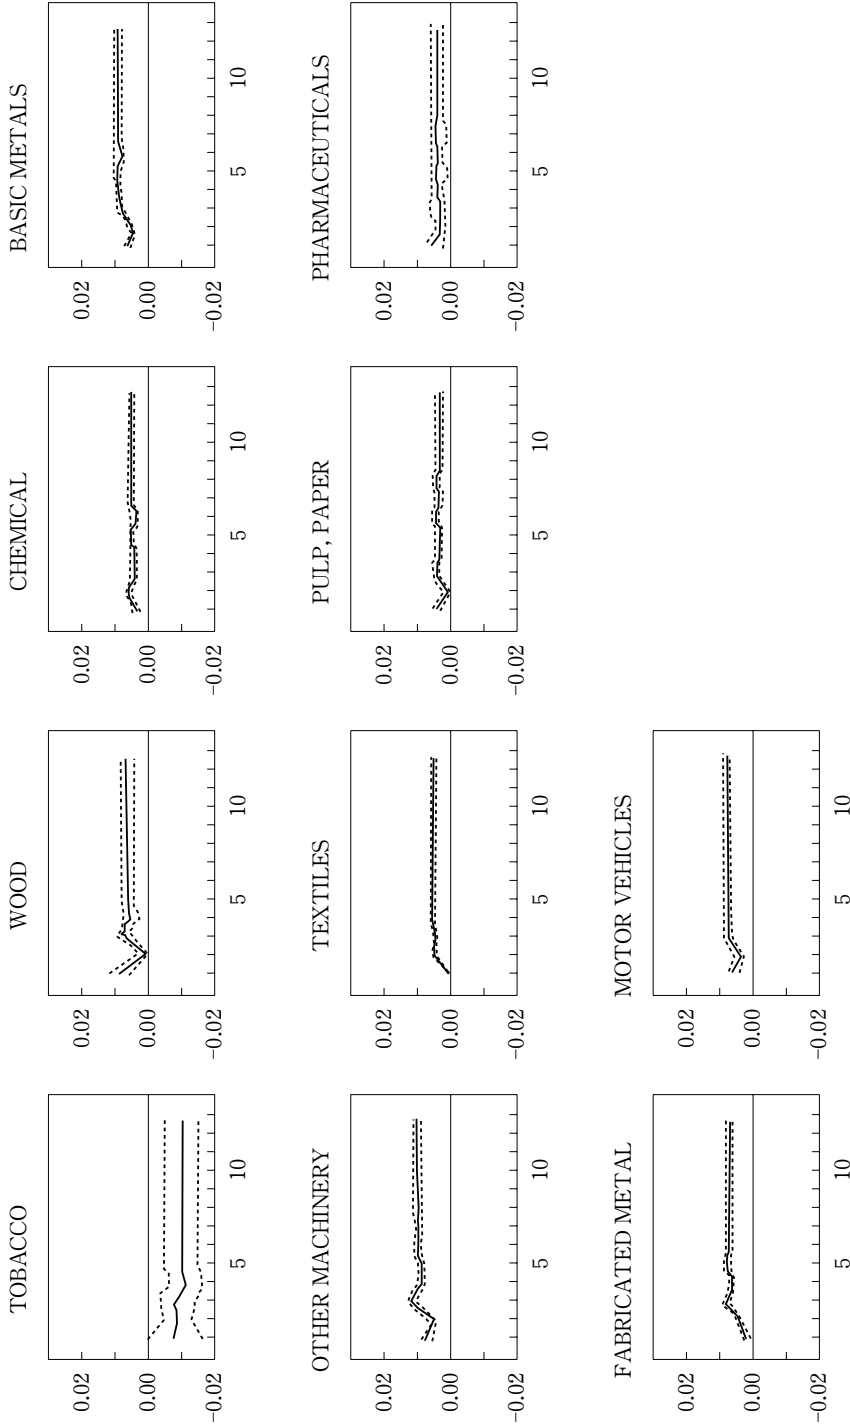 TOBACCO WOOD CHEMICAL BASIC METALS
0.02 0.02 0.02 0.02
0.00 0.00 0.00 0.00
−0.02 −0.02 −0.02 −0.02
5 10 5 10 5 10 5 10
OTHER MACHINERY TEXTILES PULP, PAPER PHARMACEUTICALS
0.02 0.02 0.02 0.02
0.00 0.00 0.00 0.00
−0.02 −0.02 −0.02 −0.02
5 10 5 10 5 10 5 10
FABRICATED METAL MOTOR VEHICLES
0.02 0.02
0.00 0.00
−0.02 −0.02
5 10 5 10